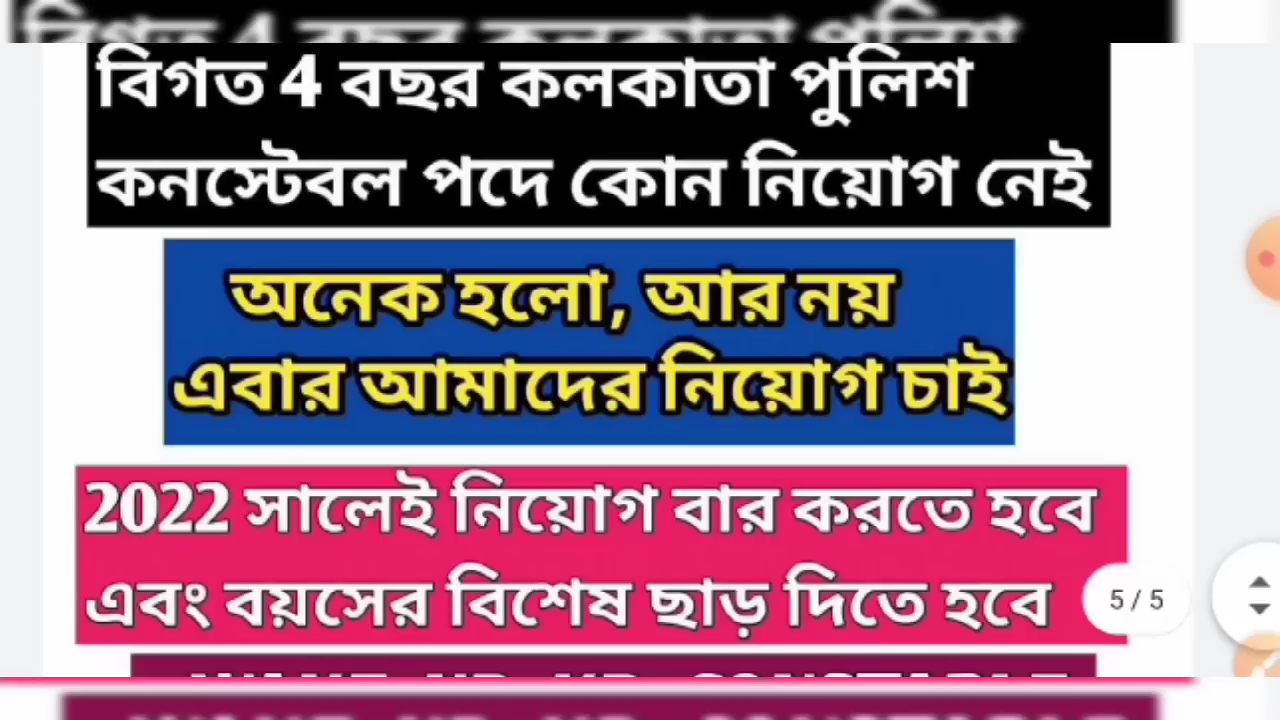 বিগত 4 বছর কলকাতা পুলিশ
কনস্টেবল পদে কোন নিয়োগ নেই
অনেক হলো, আর নয়
এবার আমাদের নিয়োগ চাই
2022 সালেই নিয়োগ বার করতে হবে
এবং বয়সের বিশেষ ছাড় দিতে হবে
5 / 5